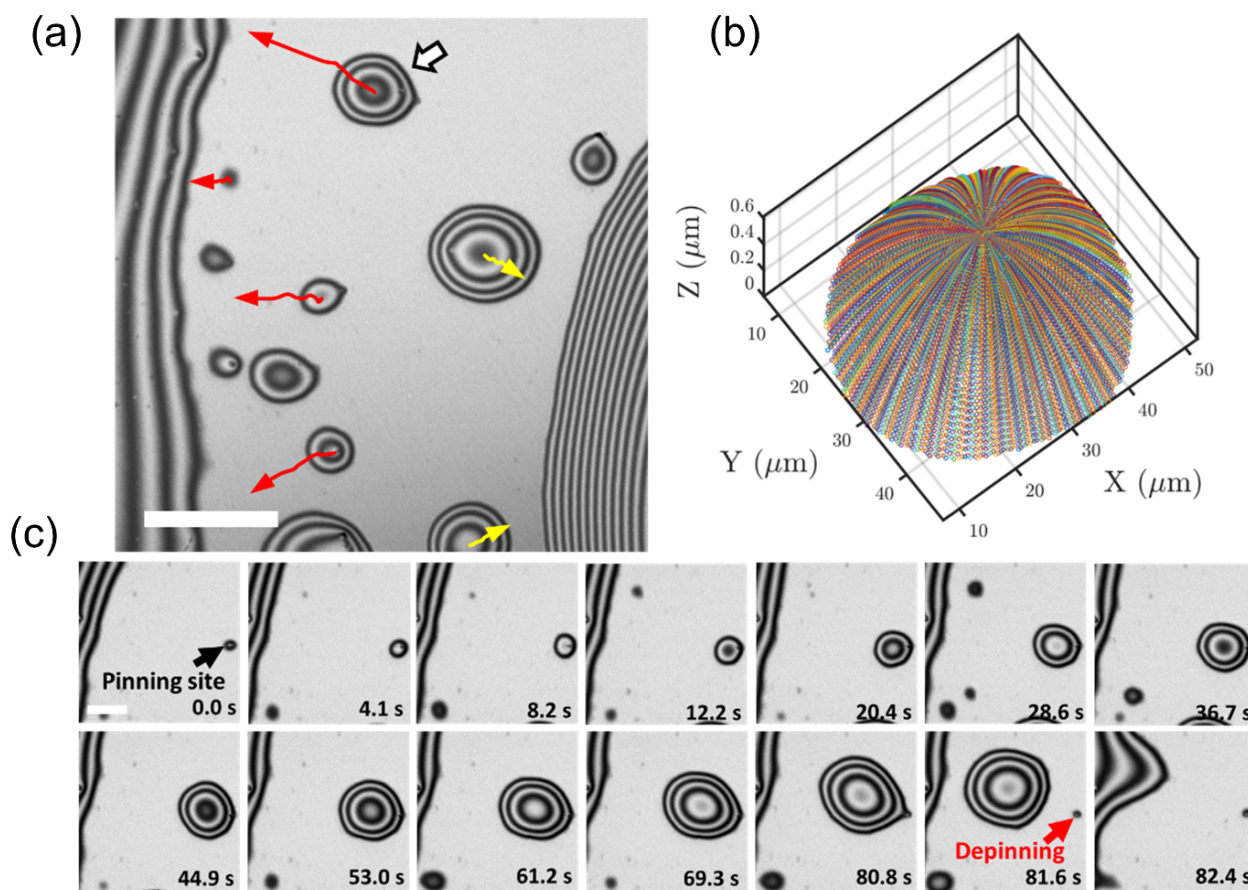 (a)
(b)
0.6
0.4
0.2
0
Z (μm)
10
20
30
40
Y (μm)
50
40
30
20
10
X (μm)
(c)
Pinning site
0.0 s
4.1 s
8.2 s
12.2 s
20.4 s
28.6 s
36.7 s
44.9 s
53.0 s
61.2 s
69.3 s
80.8 s
Depinning
81.6 s
82.4 s